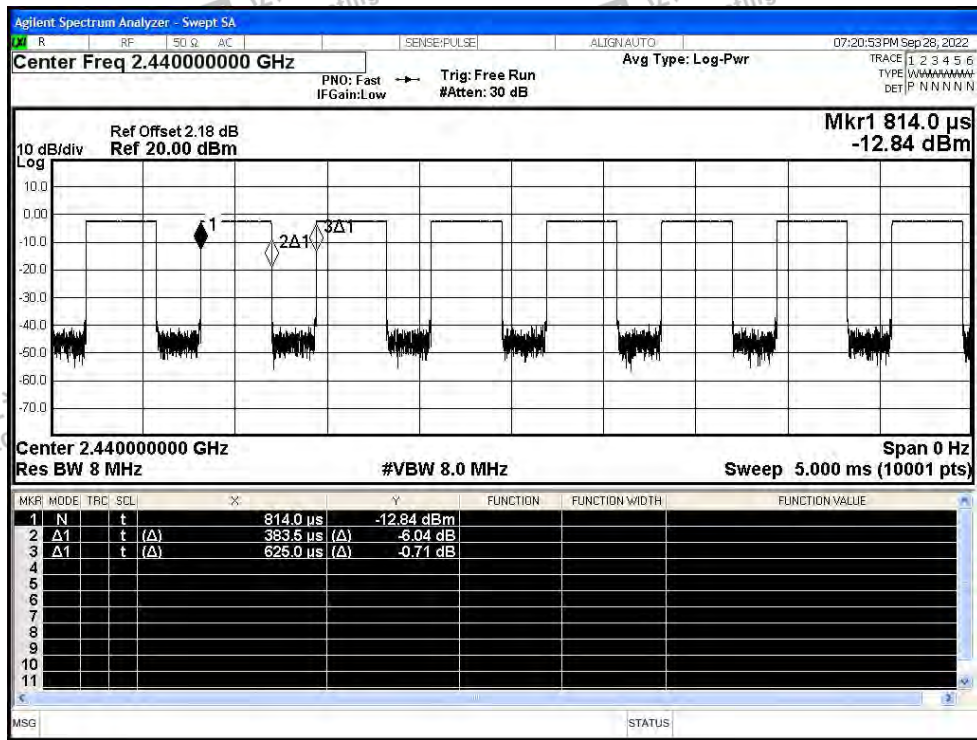 Agilent Spectrum Analyzer - Swept SA
LXI R RF 50 Ω AC SENSE:PULSE ALIGNAUTO 07:20:53PM Sep 28, 2022
Center Freq 2.440000000 GHz
PNO: Fast
IFGain:Low
Trig: Free Run
#Atten: 30 dB
Avg Type: Log-Pwr
TRACE 1 2 3 4 5 6
TYPE WWWWWW
DET P N N N N N
Mkr1 814.0 µs
-12.84 dBm
Ref Offset 2.18 dB
10 dB/div Ref 20.00 dBm
Log
10.0
0.00
-10.0
-20.0
-30.0
-40.0
-50.0
-60.0
-70.0
1
2Δ1
3Δ1
Center 2.440000000 GHz Span 0 Hz
Res BW 8 MHz #VBW 8.0 MHz Sweep 5.000 ms (10001 pts)
MKR MODE TRC SCL X Y FUNCTION FUNCTION WIDTH FUNCTION VALUE
1 N t 814.0 µs -12.84 dBm
2 Δ1 t (Δ) 383.5 µs (Δ) -6.04 dB
3 Δ1 t (Δ) 625.0 µs (Δ) -0.71 dB
4
5
6
7
8
9
10
11
MSG STATUS